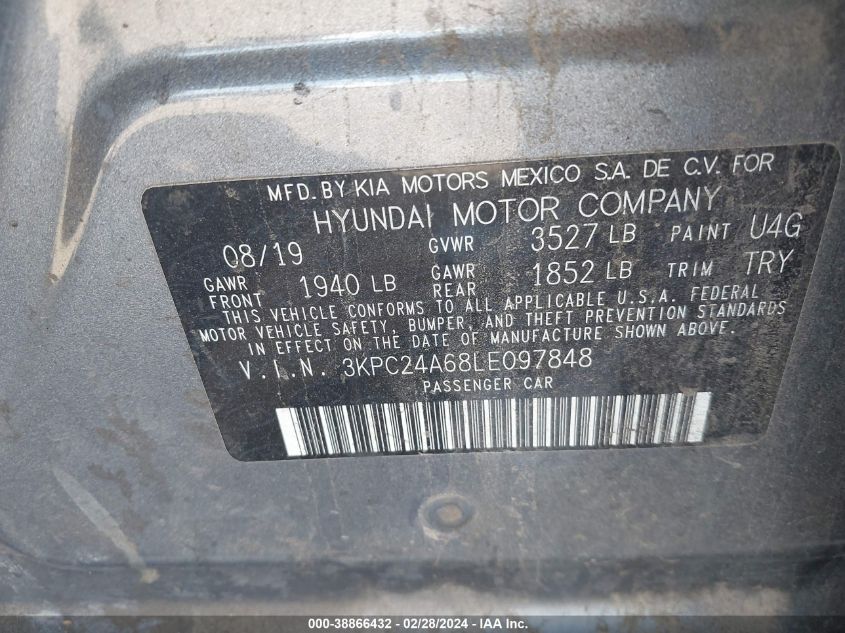 MFD. BY KIA MOTORS MEXICO S.A. DE C.V. FOR
HYUNDAI MOTOR COMPANY
08/19 GVWR 3527 LB PAINT U4G
GAWR FRONT 1940 LB GAWR REAR 1852 LB TRIM TRY
THIS VEHICLE CONFORMS TO ALL APPLICABLE U.S.A. FEDERAL
MOTOR VEHICLE SAFETY, BUMPER, AND THEFT PREVENTION STANDARDS
IN EFFECT ON THE DATE OF MANUFACTURE SHOWN ABOVE.
V.I.N. 3KPC24A68LE097848
PASSENGER CAR
000-38866432 - 02/28/2024 - IAA Inc.